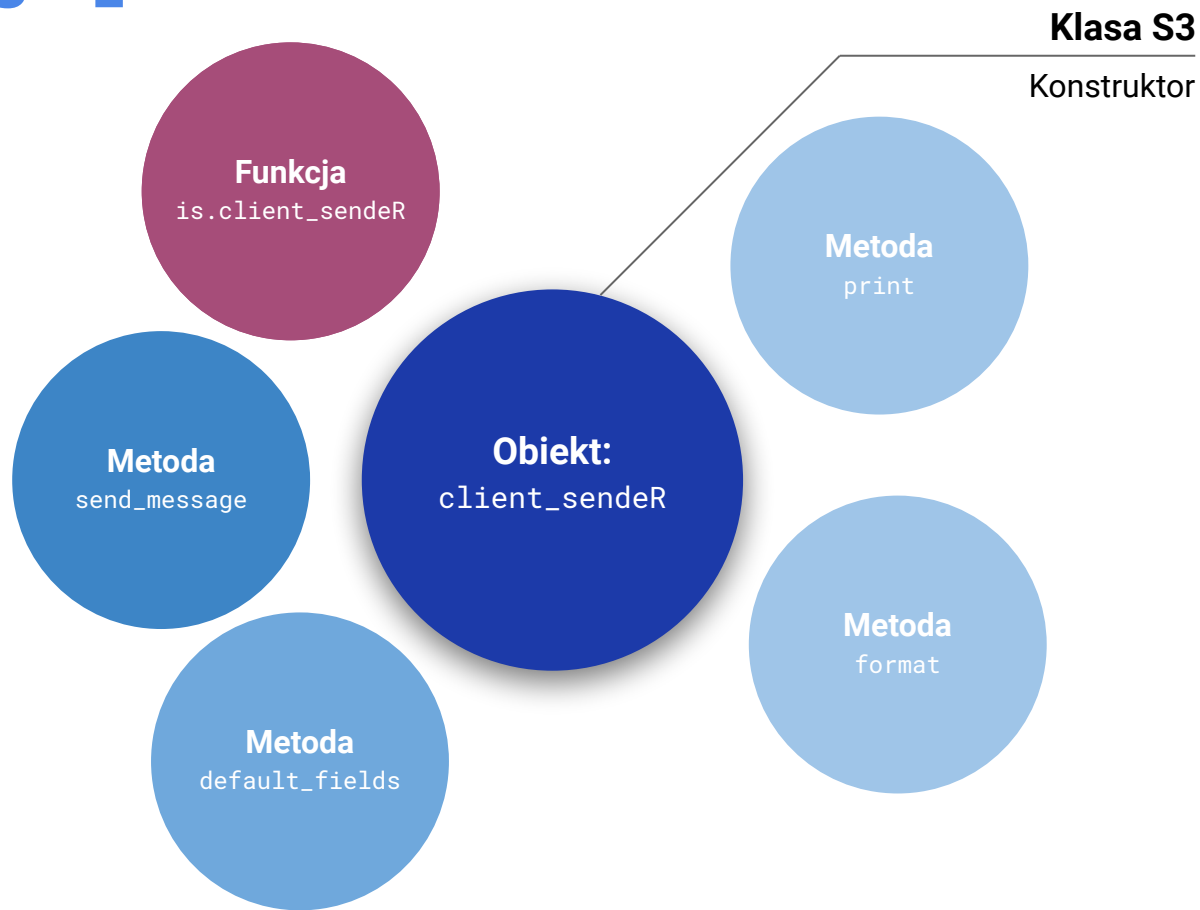 Klasa S3
Konstruktor
Funkcja
is.client_sendeR
Metoda
print
Metoda
send_message
Obiekt:
client_sendeR
Metoda
format
Metoda
default_fields